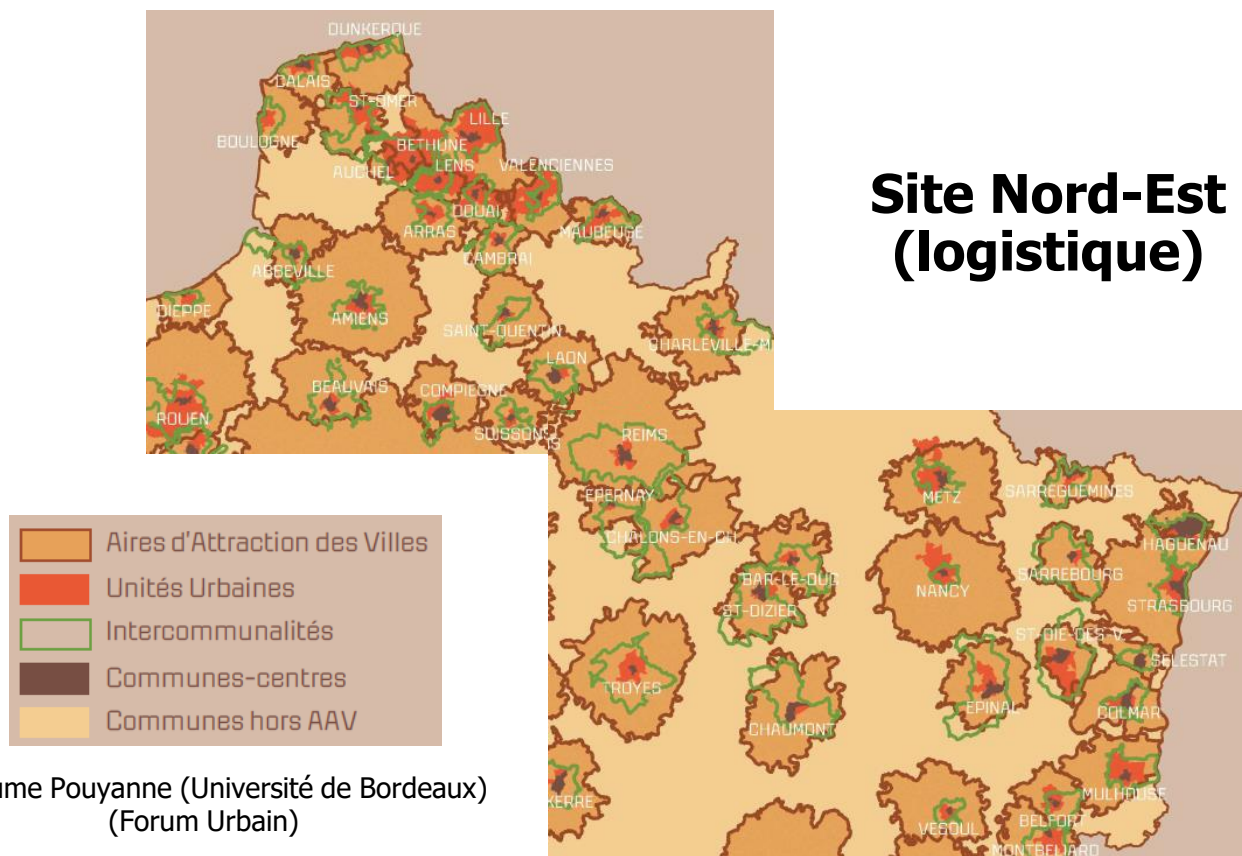 DUNKERQUE
CALAIS
ST-OMER
LILLE
BOULOGNE
BETHUNE
AUCHEL
LENS
VALENCIENNES
DOUAI
ARRAS
MAUBEUGE
CAMBRAI
ABBEVILLE
DIEPPE
AMIENS
SAINT-QUENTIN
CHARLEVILLE-M
LAON
BEAUVAIS
COMPIEGNE
ROUEN
SOISSONS
Site Nord-Est
(logistique)
REIMS
EPERNAY
METZ
SARREGUEMINES
CHALONS-EN-CH.
HAGUENAU
BAR-LE-DUC
SARREBOURG
NANCY
ST-DIZIER
STRASBOURG
ST-DIE-DES-V.
SELESTAT
TROYES
EPINAL
COLMAR
CHAUMONT
MULHOUSE
KERRE
BELFORT
VESOUL
MONTBELIARD
Aires d'Attraction des Villes
Unités Urbaines
Intercommunalités
Communes-centres
Communes hors AAV
ume Pouyanne (Université de Bordeaux)
(Forum Urbain)